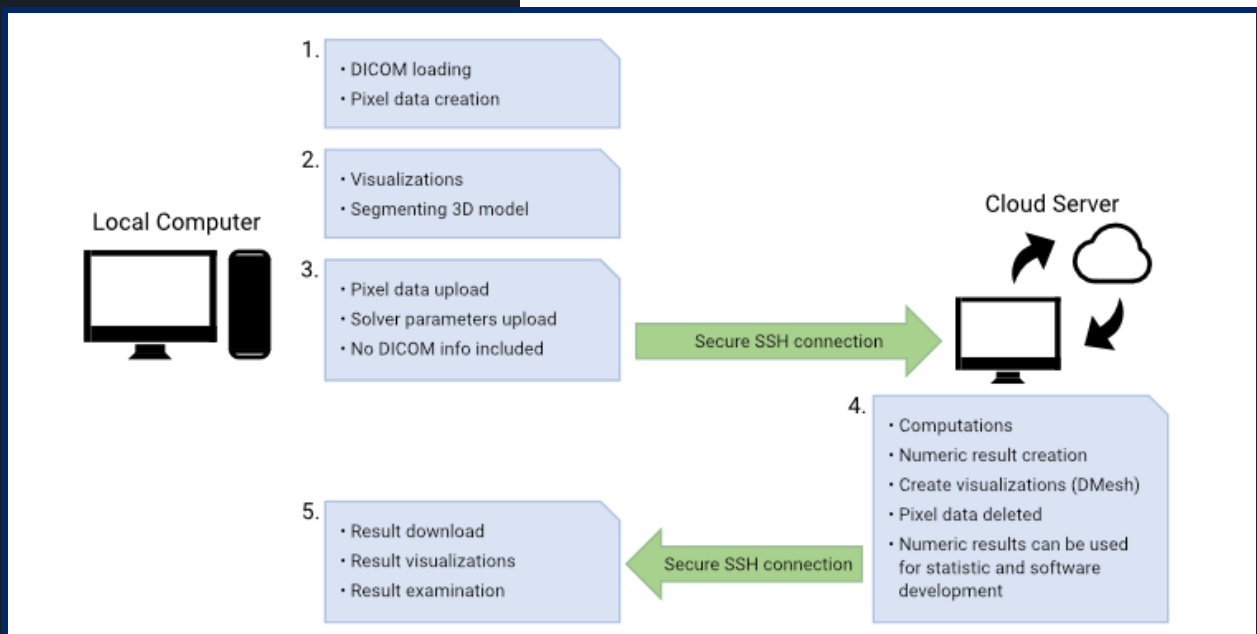 1.
• DICOM loading
• Pixel data creation
2.
• Visualizations
• Segmenting 3D model
Local Computer
3.
• Pixel data upload
• Solver parameters upload
• No DICOM info included
Secure SSH connection
Cloud Server
4.
• Computations
• Numeric result creation
• Create visualizations (DMesh)
• Pixel data deleted
• Numeric results can be used
for statistic and software
development
Secure SSH connection
5.
• Result download
• Result visualizations
• Result examination